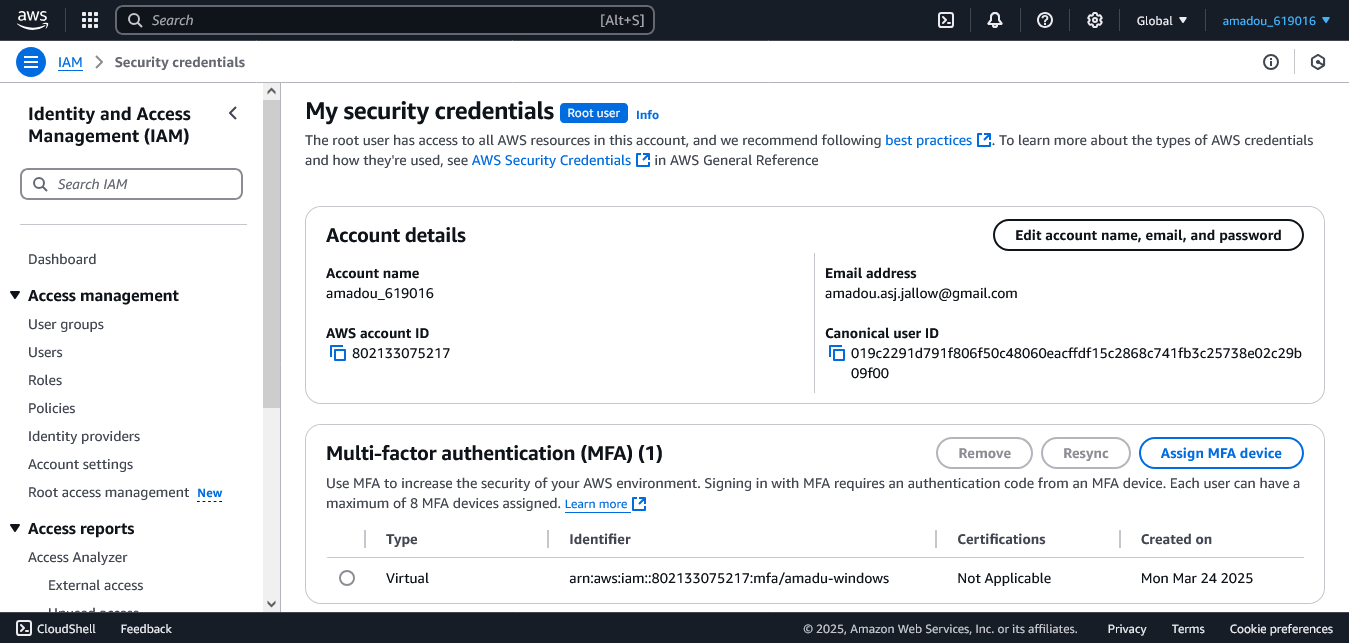 aws
Search
[Alt+S]
Global
amadou_619016
IAM
Security credentials
Identity and Access
Management (IAM)
Search IAM
Dashboard
Access management
User groups
Users
Roles
Policies
Identity providers
Account settings
Root access management New
Access reports
Access Analyzer
External access
Unused access
My security credentials Root user Info
The root user has access to all AWS resources in this account, and we recommend following best practices. To learn more about the types of AWS credentials
and how they're used, see AWS Security Credentials in AWS General Reference
Account details
Edit account name, email, and password
Account name
amadou_619016
AWS account ID
802133075217
Email address
amadou.asj.jallow@gmail.com
Canonical user ID
019c2291d791f806f50c48060eacffdf15c2868c741fb3c25738e02c29b
09f00
Multi-factor authentication (MFA) (1)
Remove
Resync
Assign MFA device
Use MFA to increase the security of your AWS environment. Signing in with MFA requires an authentication code from an MFA device. Each user can have a
maximum of 8 MFA devices assigned. Learn more
Type Identifier Certifications Created on
Virtual arn:aws:iam::802133075217:mfa/amadu-windows Not Applicable Mon Mar 24 2025
CloudShell Feedback © 2025, Amazon Web Services, Inc. or its affiliates. Privacy Terms Cookie preferences